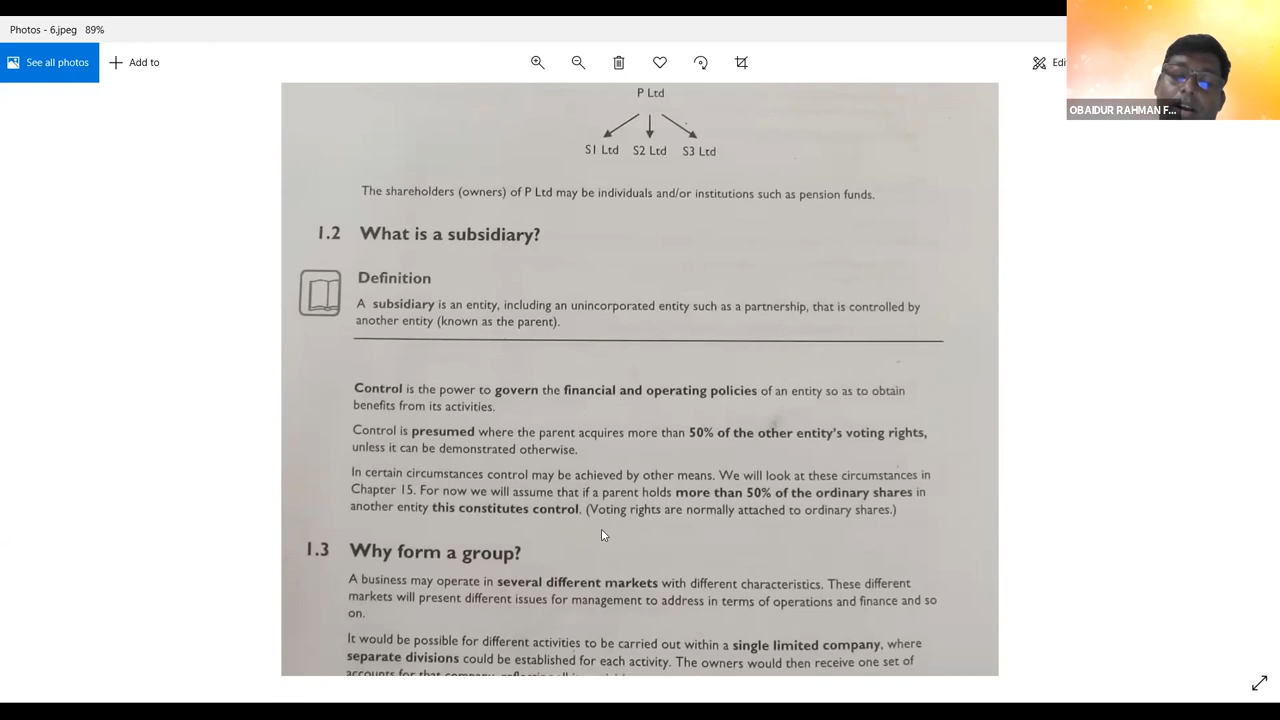 Photos - 6.jpeg 89%
See all photos
Add to
OBAIDUR RAHMAN F...
P Ltd
S1 Ltd S2 Ltd S3 Ltd
The shareholders (owners) of P Ltd may be individuals and/or institutions such as pension funds.
1.2 What is a subsidiary?
Definition
A subsidiary is an entity, including an unincorporated entity such as a partnership, that is controlled by
another entity (known as the parent).
Control is the power to govern the financial and operating policies of an entity so as to obtain
benefits from its activities.
Control is presumed where the parent acquires more than 50% of the other entity's voting rights,
unless it can be demonstrated otherwise.
In certain circumstances control may be achieved by other means. We will look at these circumstances in
Chapter 15. For now we will assume that if a parent holds more than 50% of the ordinary shares in
another entity this constitutes control. (Voting rights are normally attached to ordinary shares.)
1.3 Why form a group?
A business may operate in several different markets with different characteristics. These different
markets will present different issues for management to address in terms of operations and finance and so
on.
It would be possible for different activities to be carried out within a single limited company, where
separate divisions could be established for each activity. The owners would then receive one set of
accounts for that company,